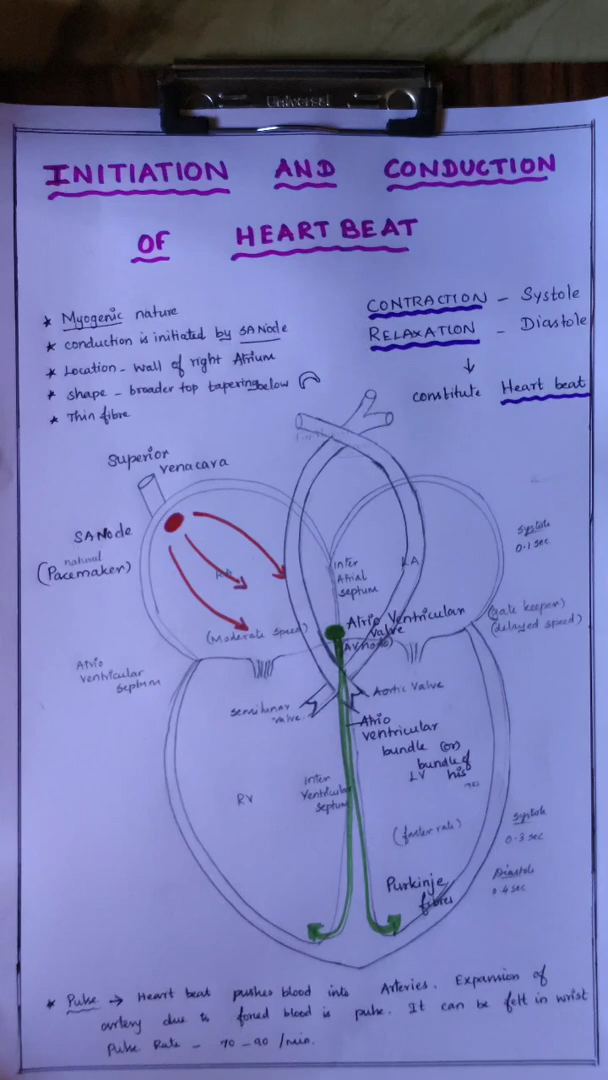 Universal
INITIATION AND CONDUCTION
OF HEART BEAT
* Myogenic nature
* conduction is initiated by SA Node
* Location - wall of right Atrium
* shape - broader top tapering below
* Thin fibre
CONTRACTION - Systole
RELAXATION - Diastole
↓
constitute Heart beat
Superior
venacava
SA Node
natural
(Pacemaker)
RA
(Moderate speed)
Inter
Atrial
septum
LA
Systole
0.1 sec
Atrio Ventricular
valve
(AV node)
(gate keeper)
(delayed speed)
Atrio
ventricular
septum
Semilunar
valve
Aortic valve
Atrio
ventricular
bundle (or)
bundle of
his
LV
RV
Inter
Ventricular
septum
(faster rate)
Systole
0.3 sec
Diastole
0.4 sec
Purkinje
fibres
* Pulse → Heart beat pushes blood into Arteries. Expansion of
artery due to forced blood is pulse. It can be felt in wrist
Pulse Rate - 70 - 90 /min.